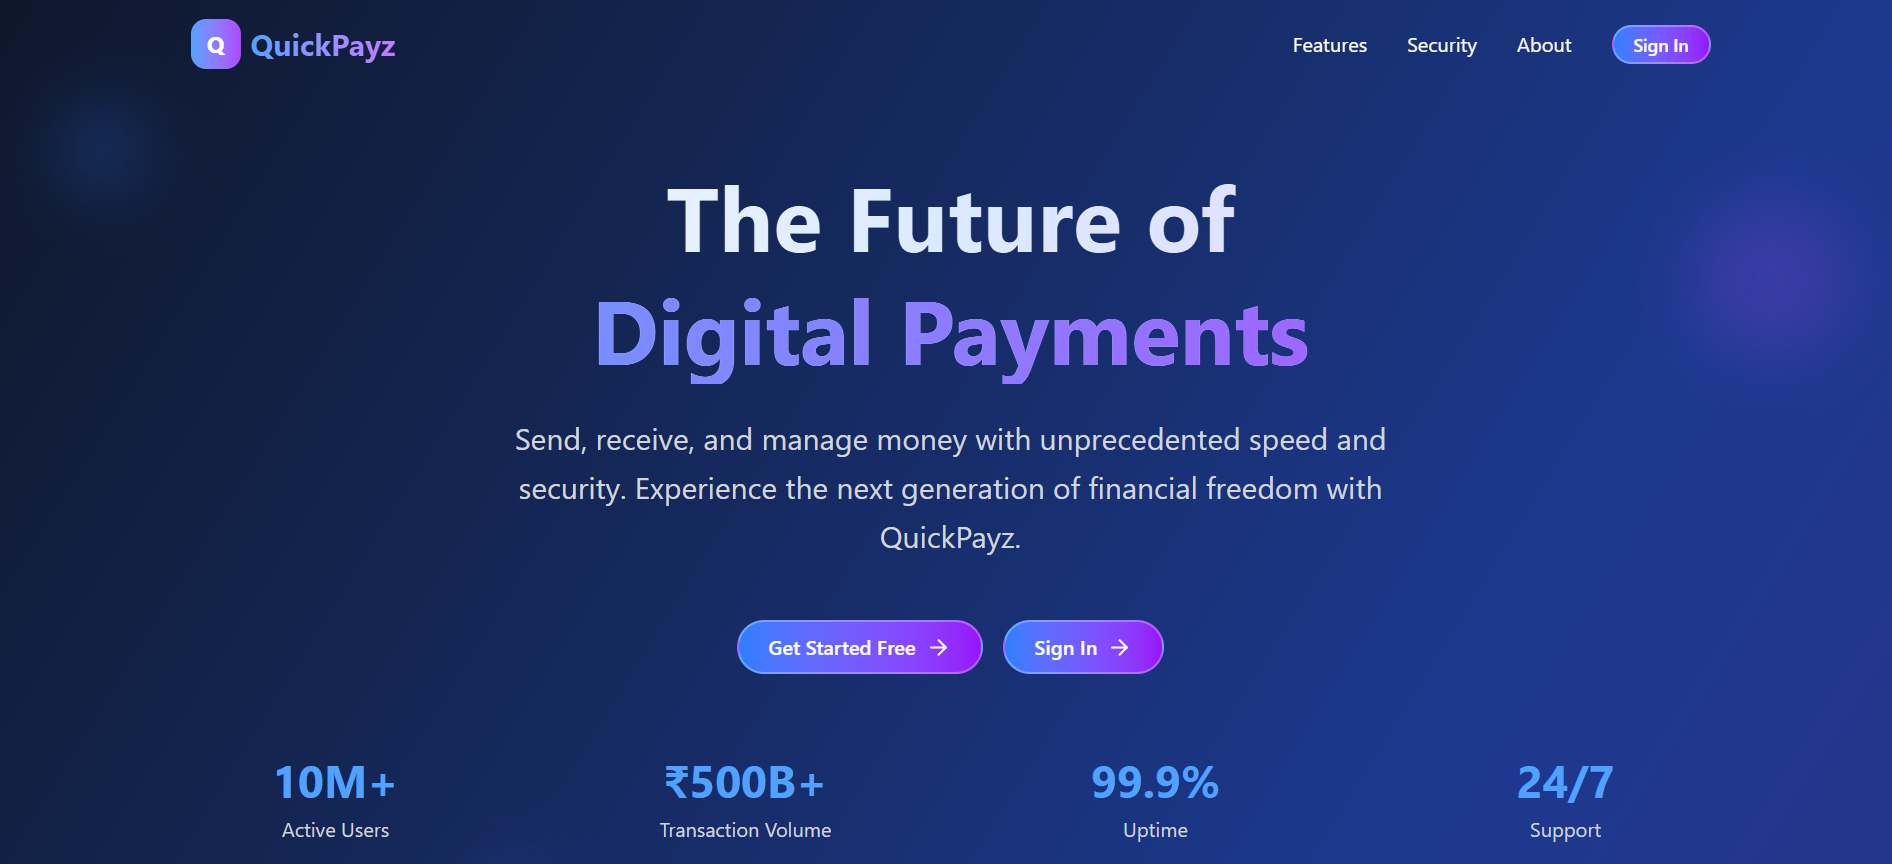 Q QuickPayz
Features
Security
About
Sign In
The Future of
Digital Payments
Send, receive, and manage money with unprecedented speed and
security. Experience the next generation of financial freedom with
QuickPayz.
Get Started Free
Sign In
10M+
Active Users
₹500B+
Transaction Volume
99.9%
Uptime
24/7
Support